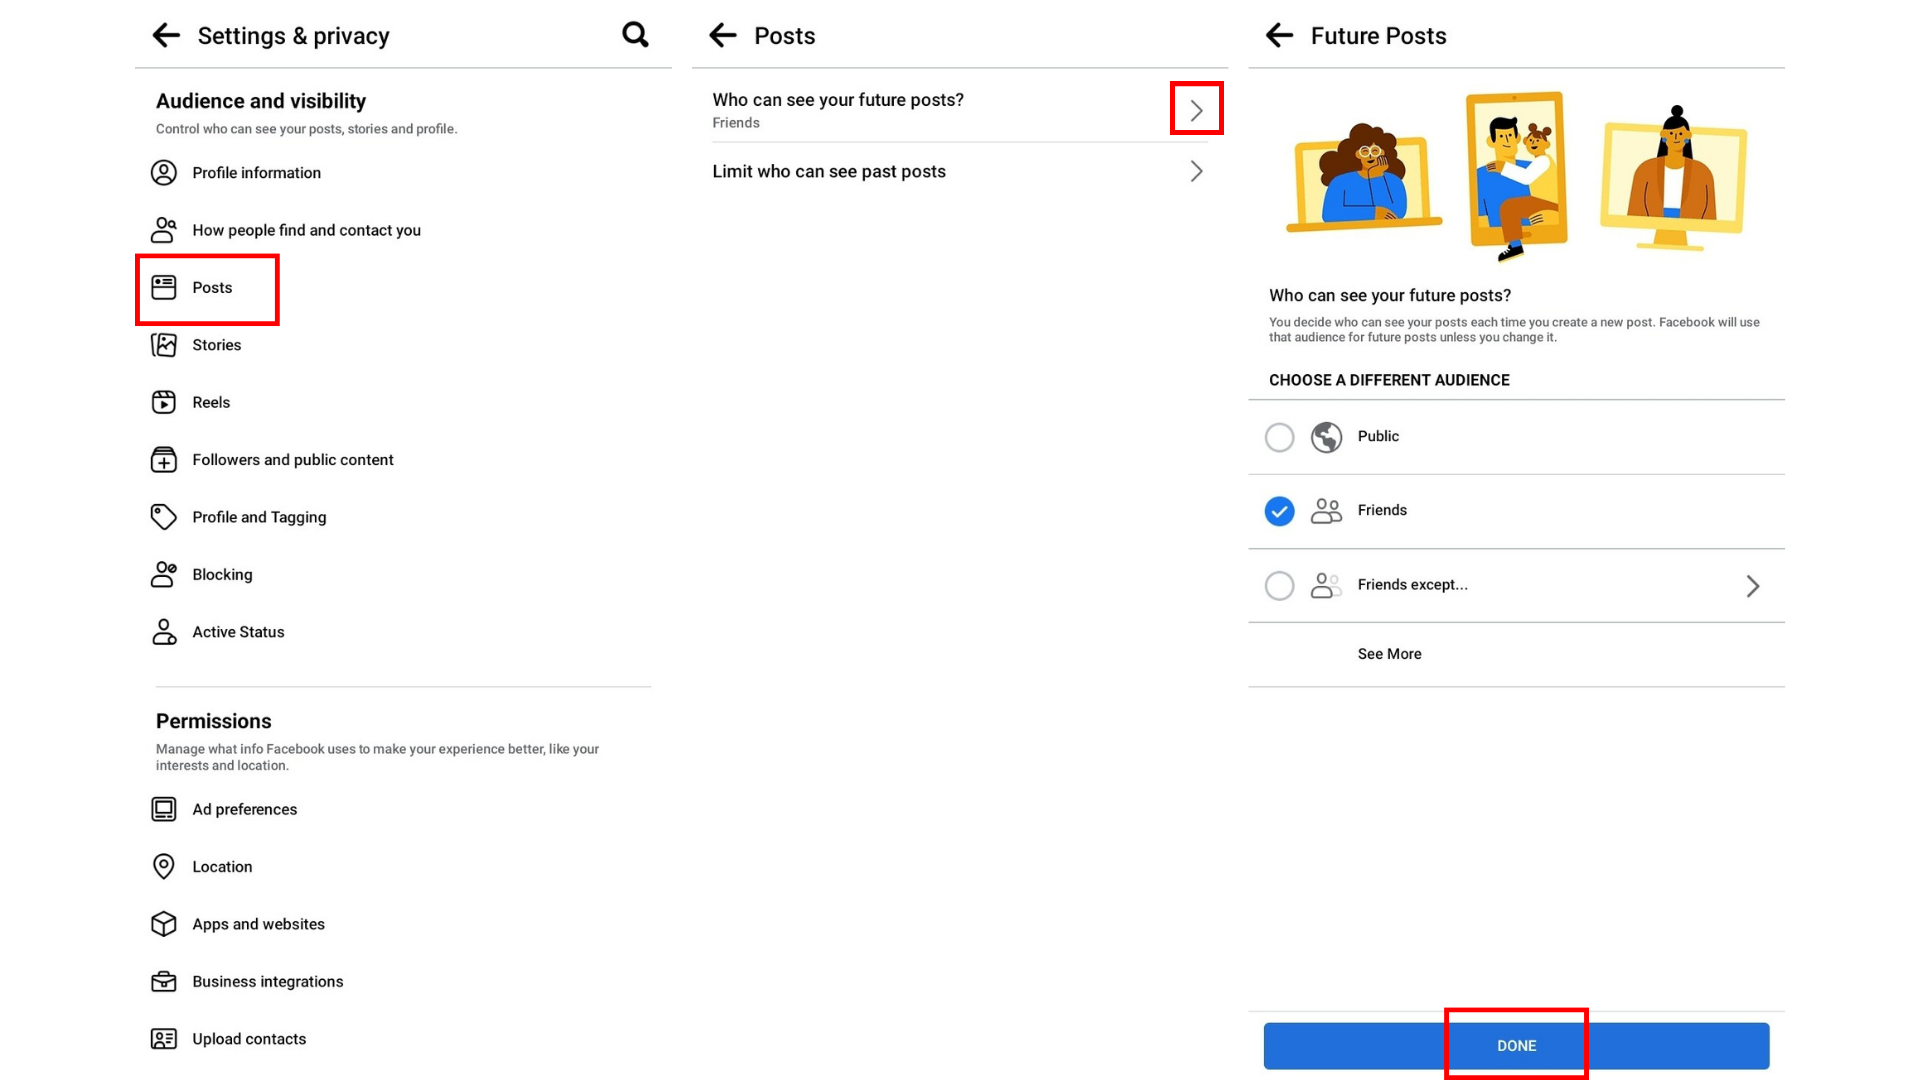 Settings & privacy
Audience and visibility
Control who can see your posts, stories and profile.
Profile information
How people find and contact you
Posts
Stories
Reels
Followers and public content
Profile and Tagging
Blocking
Active Status
Permissions
Manage what info Facebook uses to make your experience better, like your
interests and location.
Ad preferences
Location
Apps and websites
Business integrations
Upload contacts
Posts
Who can see your future posts?
Friends
Limit who can see past posts
Future Posts
Who can see your future posts?
You decide who can see your posts each time you create a new post. Facebook will use
that audience for future posts unless you change it.
CHOOSE A DIFFERENT AUDIENCE
Public
Friends
Friends except...
See More
DONE